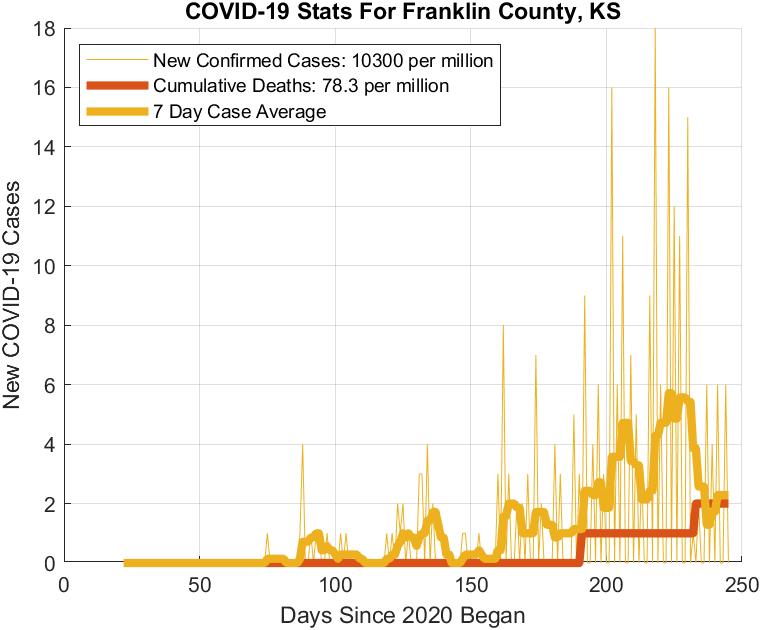 COVID-19 Stats For Franklin County, KS
New Confirmed Cases: 10300 per million
Cumulative Deaths: 78.3 per million
7 Day Case Average
New COVID-19 Cases
18
16
14
12
10
8
6
4
2
0
0 50 100 150 200 250
Days Since 2020 Began